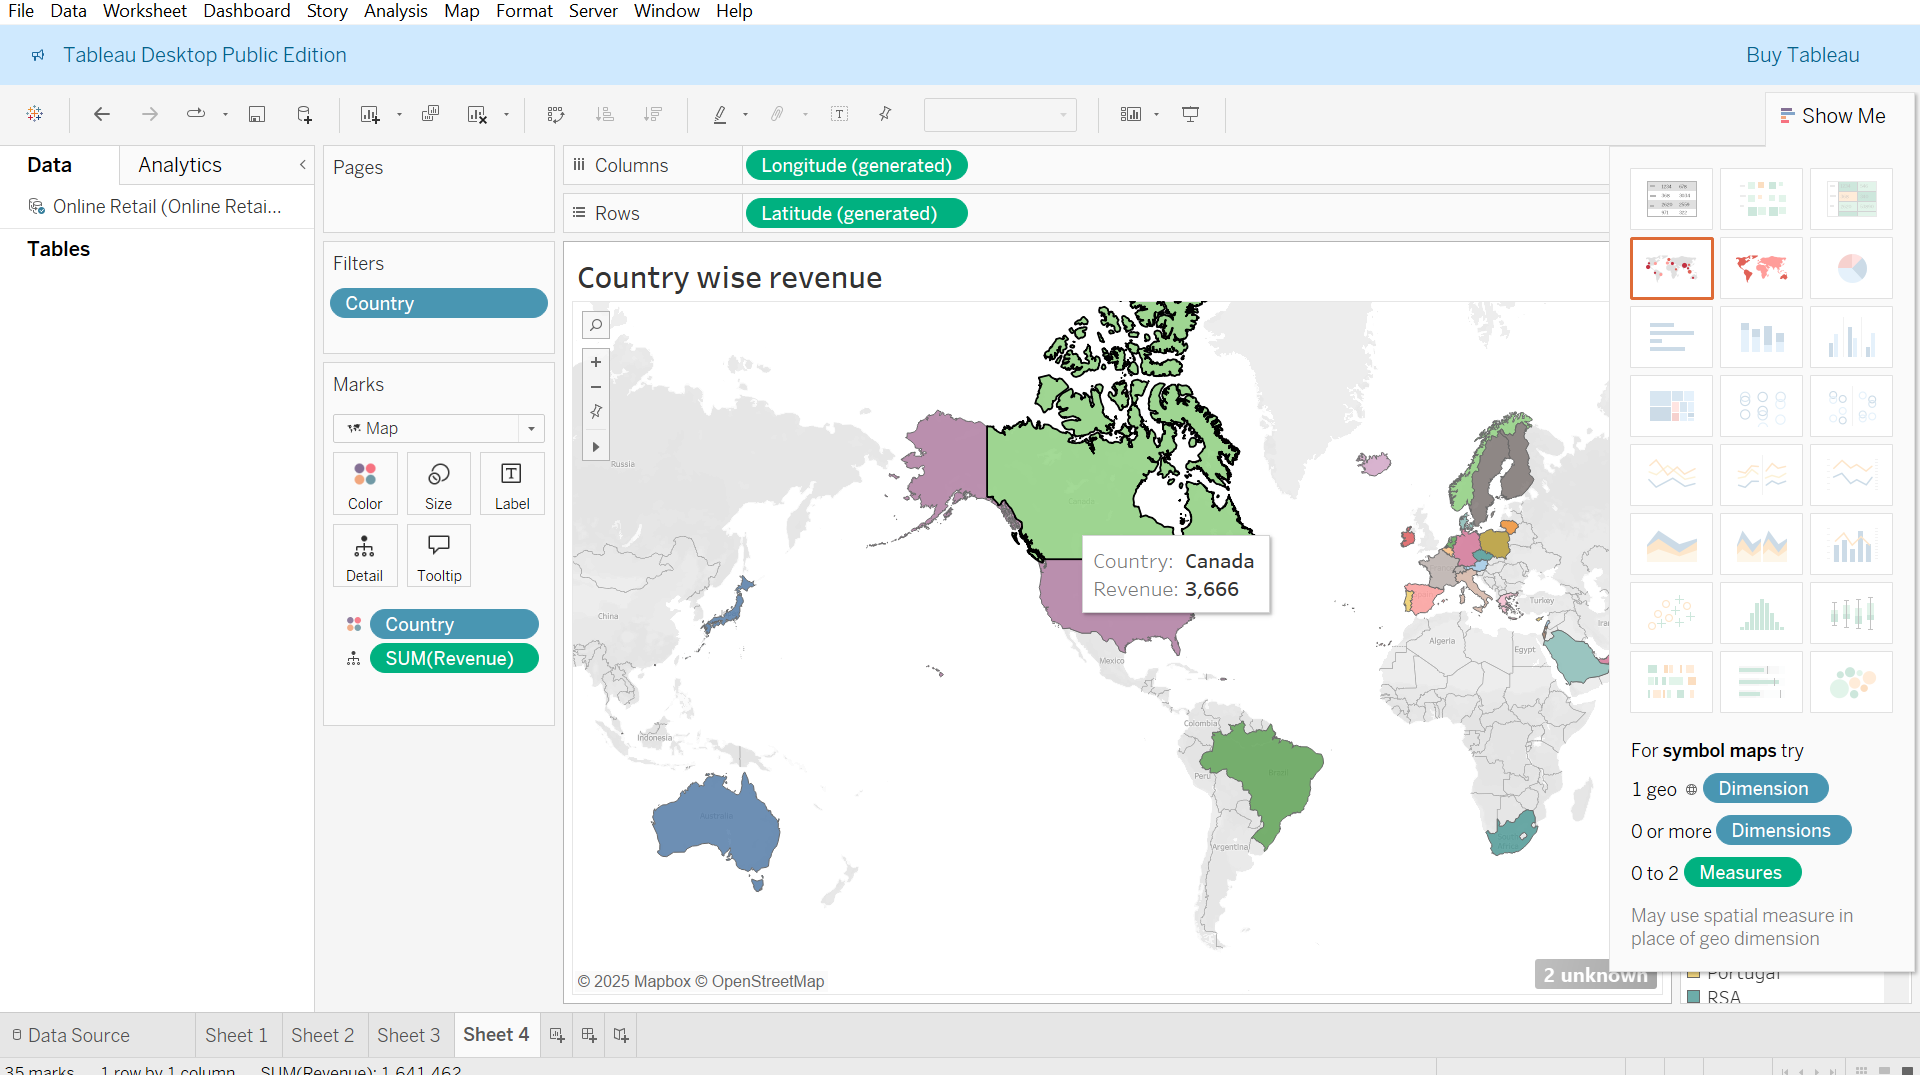 File Data Worksheet Dashboard Story Analysis Map Format Server Window Help
Tableau Desktop Public Edition
Buy Tableau
Show Me
Data
Analytics
Online Retail (Online Retai...
Tables
Pages
Filters
Country
Marks
Map
Color
Size
Label
Detail
Tooltip
Country
SUM(Revenue)
Columns
Longitude (generated)
Rows
Latitude (generated)
Country wise revenue
Russia
China
Indonesia
Australia
Canada
Country: Canada
Revenue: 3,666
Mexico
Colombia
Peru
Brazil
Argentina
Algeria
Egypt
Turkey
Iran
© 2025 Mapbox © OpenStreetMap
2 unknown
For symbol maps try
1 geo Dimension
0 or more Dimensions
0 to 2 Measures
May use spatial measure in
place of geo dimension
Portugal
RSA
Data Source
Sheet 1
Sheet 2
Sheet 3
Sheet 4
35 marks
1 row by 1 column
SUM(Revenue): 1,641,462